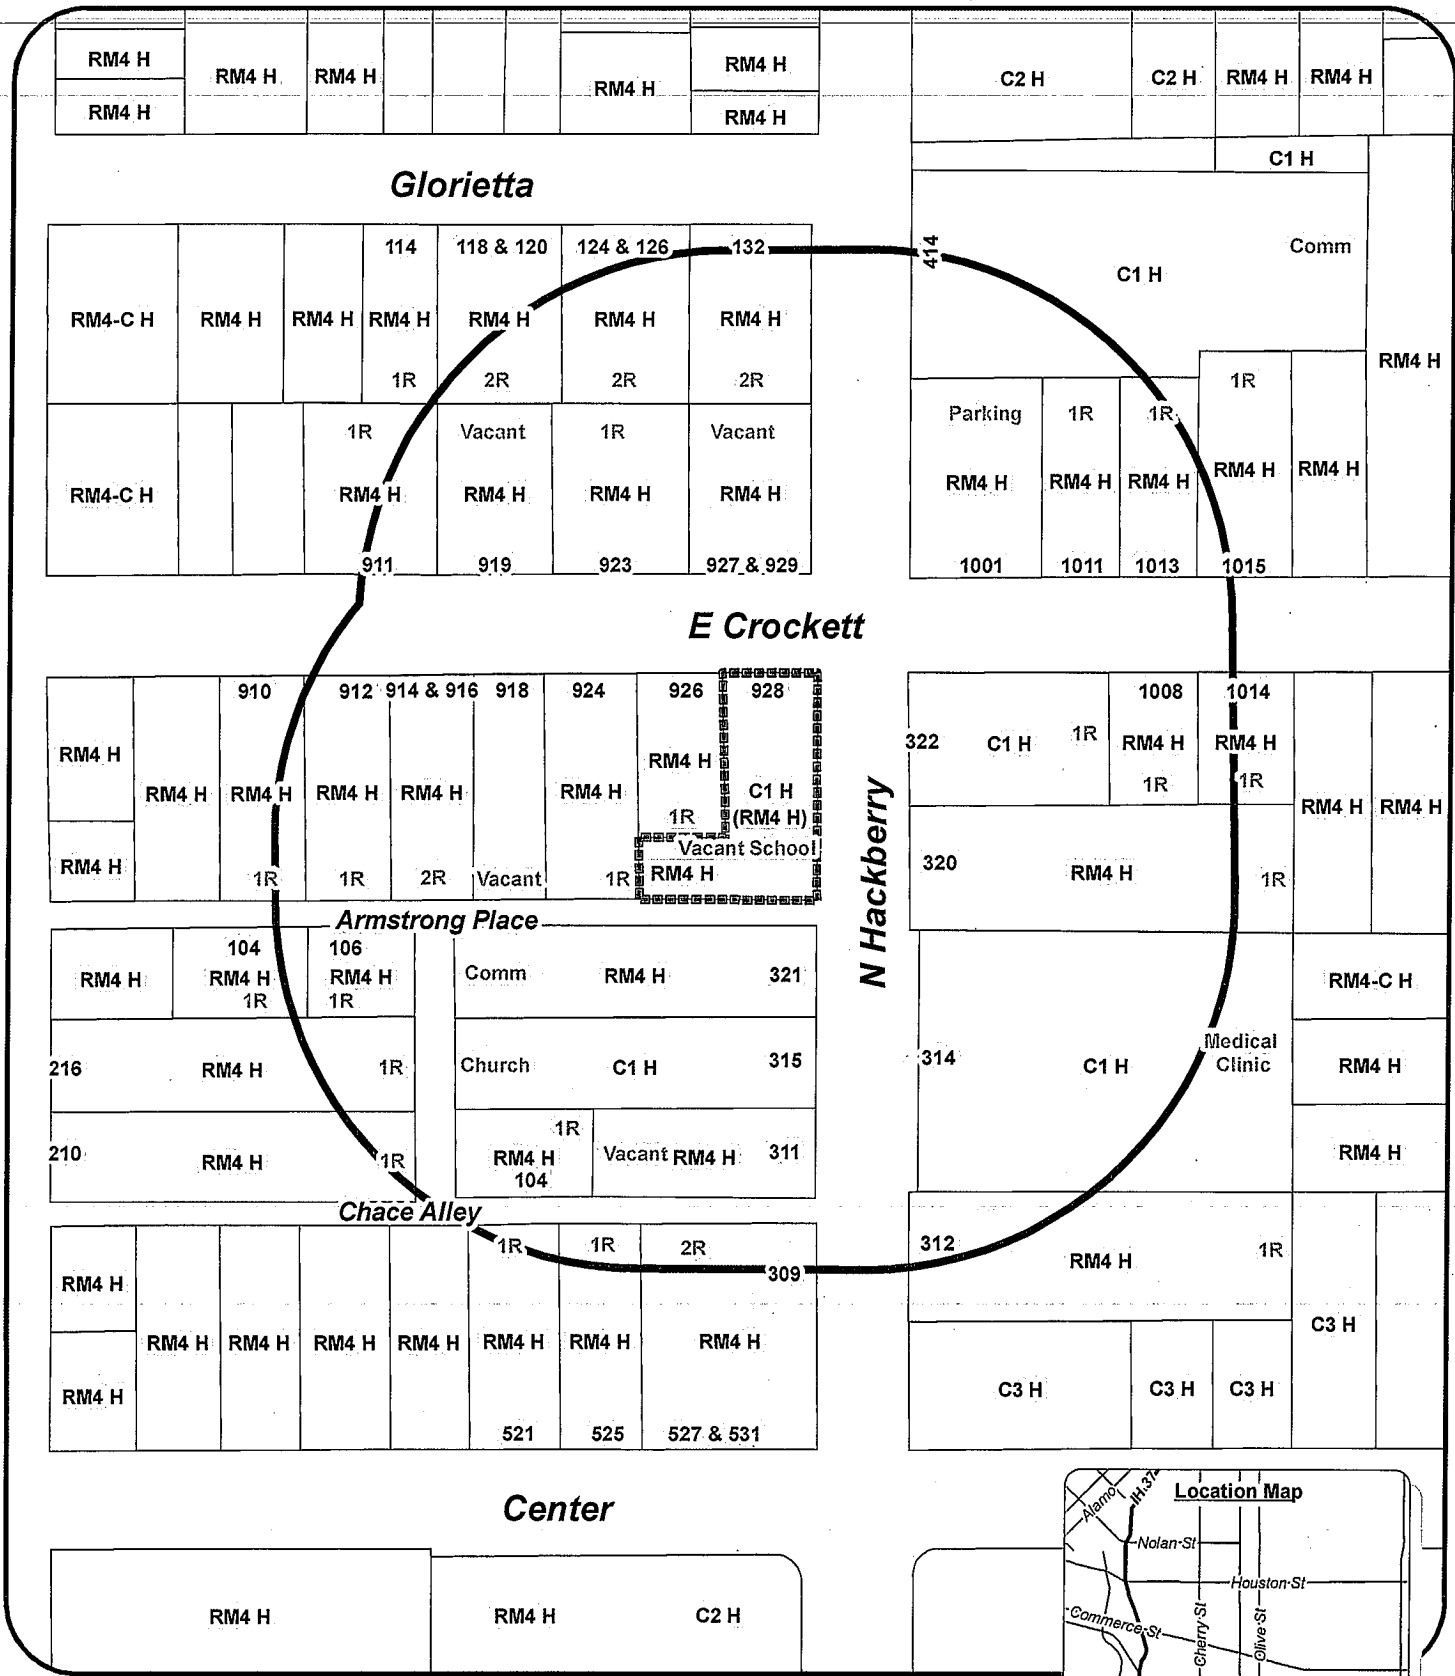 RM4 H
RM4 H
RM4 H
RM4 H
RM4 H
RM4 H
RM4 H
C2 H
C2 H
RM4 H
RM4 H
C1 H
Glorietta
114
118 & 120
124 & 126
132
414
Comm
C1 H
RM4-C H
RM4 H
RM4 H
RM4 H
RM4 H
RM4 H
RM4 H
RM4 H
1R
2R
2R
2R
1R
1R
Vacant
1R
Vacant
Parking
1R
1R
RM4-C H
RM4 H
RM4 H
RM4 H
RM4 H
RM4 H
RM4 H
RM4 H
RM4 H
RM4 H
911
919
923
927 & 929
1001
1011
1013
1015
E Crockett
910
912
914 & 916
918
924
926
928
1008
1014
322
C1 H
1R
RM4 H
RM4 H
1R
1R
RM4 H
RM4 H
RM4 H
RM4 H
RM4 H
RM4 H
RM4 H
C1 H
(RM4 H)
1R
RM4 H
RM4 H
Vacant School
RM4 H
RM4 H
1R
1R
2R
Vacant
1R
N Hackberry
320
RM4 H
1R
Armstrong Place
104
106
RM4 H
RM4 H
RM4 H
1R
1R
Comm
RM4 H
321
RM4-C H
216
RM4 H
1R
Church
C1 H
315
314
C1 H
Medical
Clinic
RM4 H
210
RM4 H
1R
1R
RM4 H
104
Vacant
RM4 H
311
RM4 H
Chace Alley
1R
1R
2R
309
312
RM4 H
1R
RM4 H
RM4 H
RM4 H
RM4 H
RM4 H
RM4 H
RM4 H
RM4 H
RM4 H
C3 H
C3 H
C3 H
C3 H
521
525
527 & 531
Center
RM4 H
RM4 H
C2 H
Location Map
Alamo
IH 37
Nolan St
Houston St
Commerce St
Cherry St
Olive St